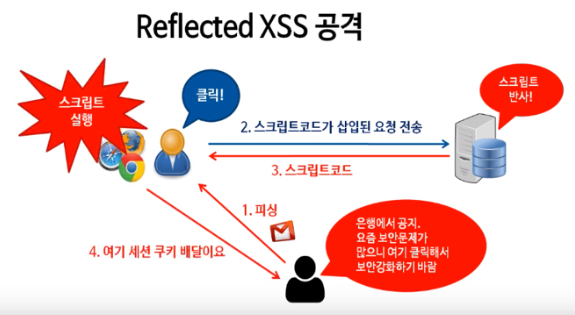 Reflected XSS 공격
스크립트
실행
클릭!
스크립트
반사!
2. 스크립트코드가 삽입된 요청 전송
3. 스크립트코드
1. 피싱
4. 여기 세션 쿠키 배달이요
은행에서 공지.
요즘 보안문제가
많으니 여기 클릭해서
보안강화하기 바람